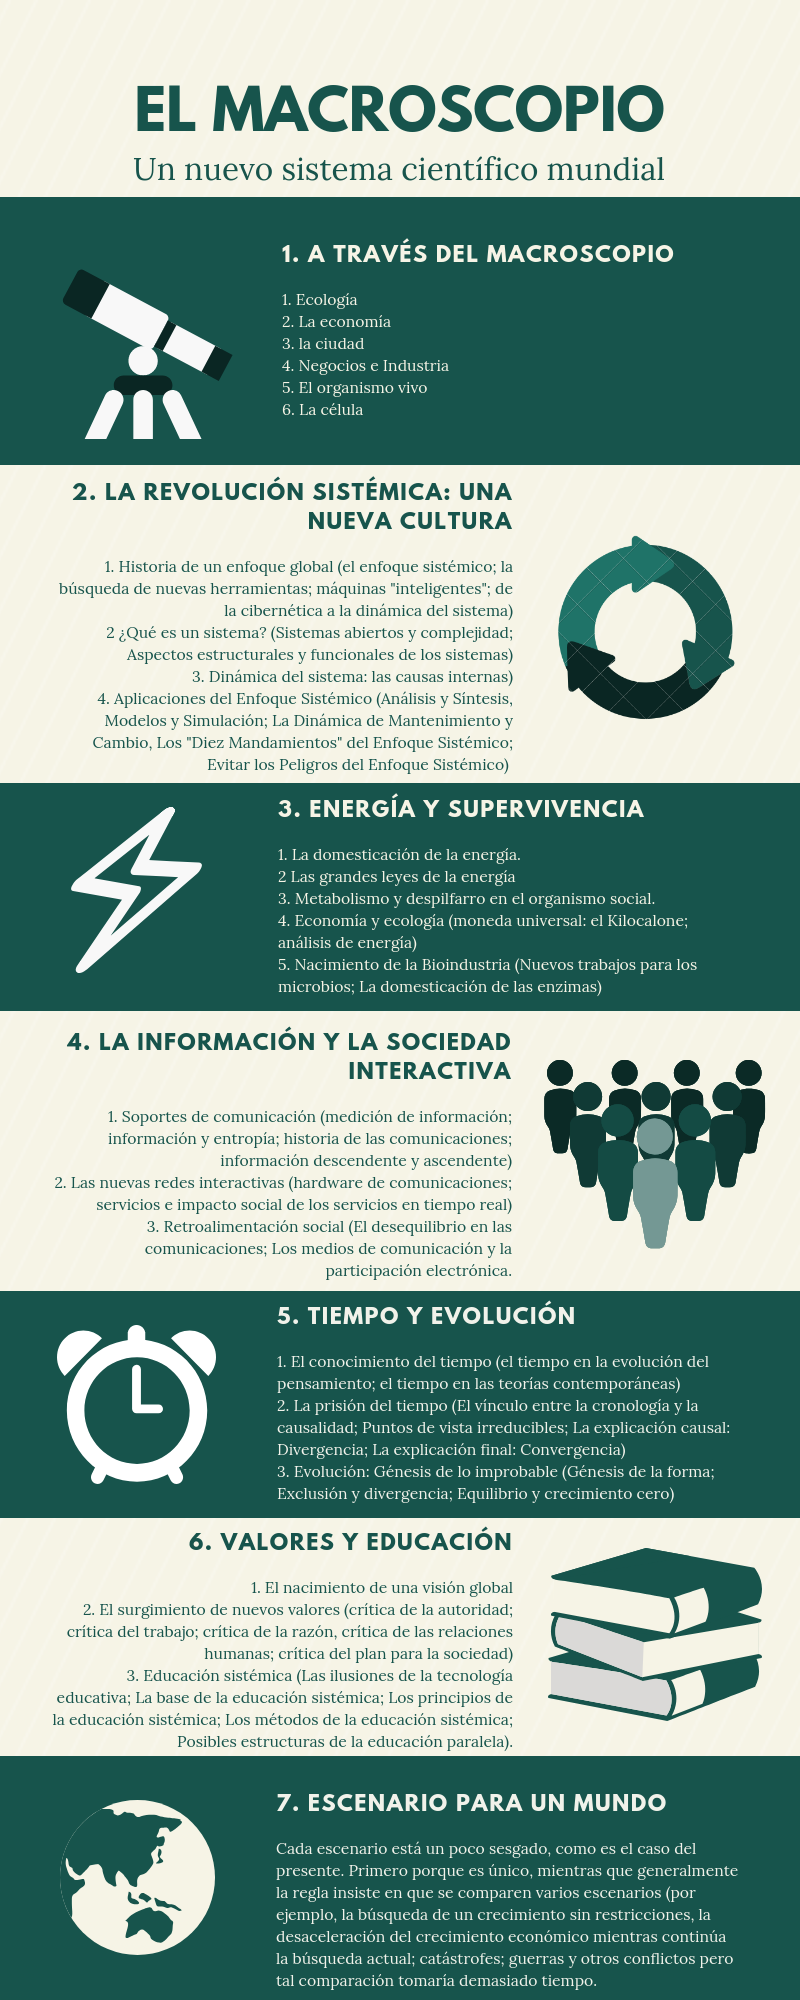 EL MACROSCOPIO
Un nuevo sistema científico mundial
1. A TRAVÉS DEL MACROSCOPIO
1. Ecología
2. La economía
3. la ciudad
4. Negocios e Industria
5. El organismo vivo
6. La célula
2. LA REVOLUCIÓN SISTÉMICA: UNA
NUEVA CULTURA
1. Historia de un enfoque global (el enfoque sistémico; la
búsqueda de nuevas herramientas; máquinas "inteligentes"; de
la cibernética a la dinámica del sistema)
2 ¿Qué es un sistema? (Sistemas abiertos y complejidad;
Aspectos estructurales y funcionales de los sistemas)
3. Dinámica del sistema: las causas internas)
4. Aplicaciones del Enfoque Sistémico (Análisis y Síntesis,
Modelos y Simulación; La Dinámica de Mantenimiento y
Cambio, Los "Diez Mandamientos" del Enfoque Sistémico;
Evitar los Peligros del Enfoque Sistémico)
3. ENERGÍA Y SUPERVIVENCIA
1. La domesticación de la energía.
2 Las grandes leyes de la energía
3. Metabolismo y despilfarro en el organismo social.
4. Economía y ecología (moneda universal: el Kilocalone;
análisis de energía)
5. Nacimiento de la Bioindustria (Nuevos trabajos para los
microbios; La domesticación de las enzimas)
4. LA INFORMACIÓN Y LA SOCIEDAD
INTERACTIVA
1. Soportes de comunicación (medición de información;
información y entropía; historia de las comunicaciones;
información descendente y ascendente)
2. Las nuevas redes interactivas (hardware de comunicaciones;
servicios e impacto social de los servicios en tiempo real)
3. Retroalimentación social (El desequilibrio en las
comunicaciones; Los medios de comunicación y la
participación electrónica.
5. TIEMPO Y EVOLUCIÓN
1. El conocimiento del tiempo (el tiempo en la evolución del
pensamiento; el tiempo en las teorías contemporáneas)
2. La prisión del tiempo (El vínculo entre la cronología y la
causalidad; Puntos de vista irreducibles; La explicación causal:
Divergencia; La explicación final: Convergencia)
3. Evolución: Génesis de lo improbable (Génesis de la forma;
Exclusión y divergencia; Equilibrio y crecimiento cero)
6. VALORES Y EDUCACIÓN
1. El nacimiento de una visión global
2. El surgimiento de nuevos valores (crítica de la autoridad;
crítica del trabajo; crítica de la razón, crítica de las relaciones
humanas; crítica del plan para la sociedad)
3. Educación sistémica (Las ilusiones de la tecnología
educativa; La base de la educación sistémica; Los principios de
la educación sistémica; Los métodos de la educación sistémica;
Posibles estructuras de la educación paralela).
7. ESCENARIO PARA UN MUNDO
Cada escenario está un poco sesgado, como es el caso del
presente. Primero porque es único, mientras que generalmente
la regla insiste en que se comparen varios escenarios (por
ejemplo, la búsqueda de un crecimiento sin restricciones, la
desaceleración del crecimiento económico mientras continúa
la búsqueda actual; catástrofes; guerras y otros conflictos pero
tal comparación tomaría demasiado tiempo.